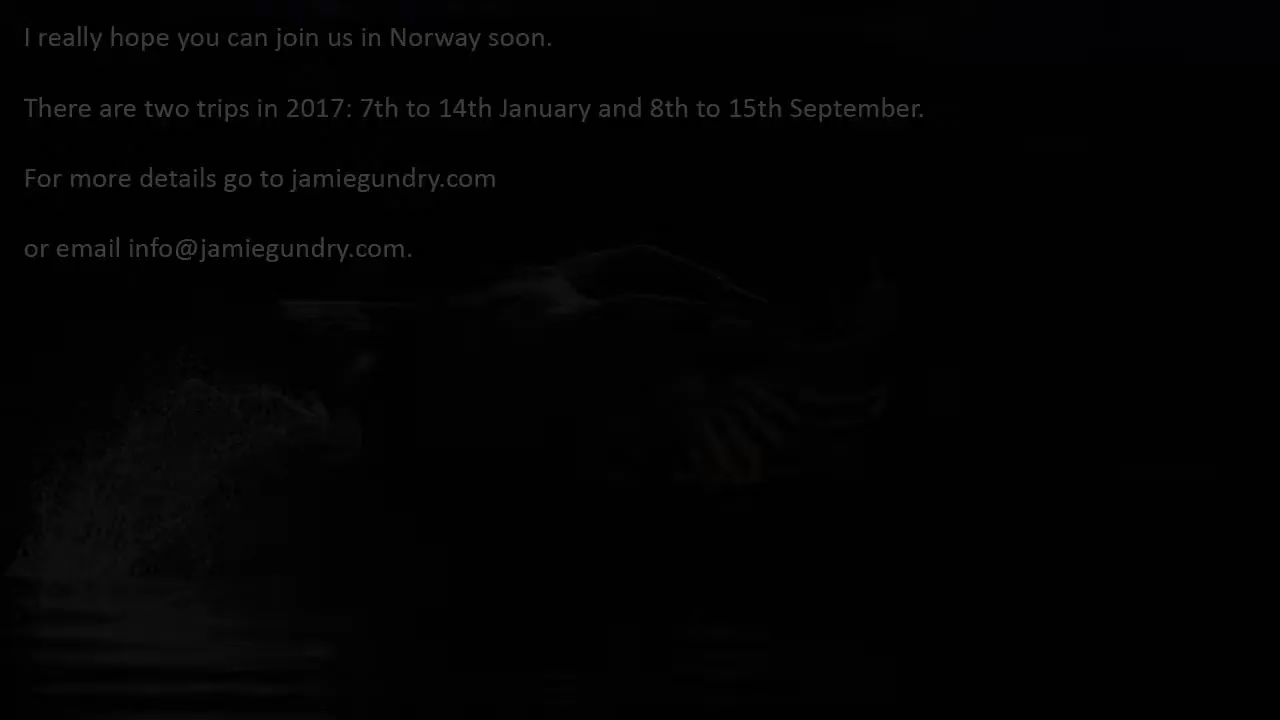 I really hope you can join us in Norway soon.
There are two trips in 2017: 7th to 14th January and 8th to 15th September.
For more details go to jamiegundry.com
or email info@jamiegundry.com.